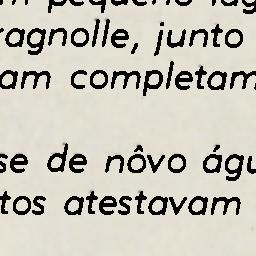 m pequeno lag
ragnolle, junto
am completam
se de nôvo águ
tos atestavam